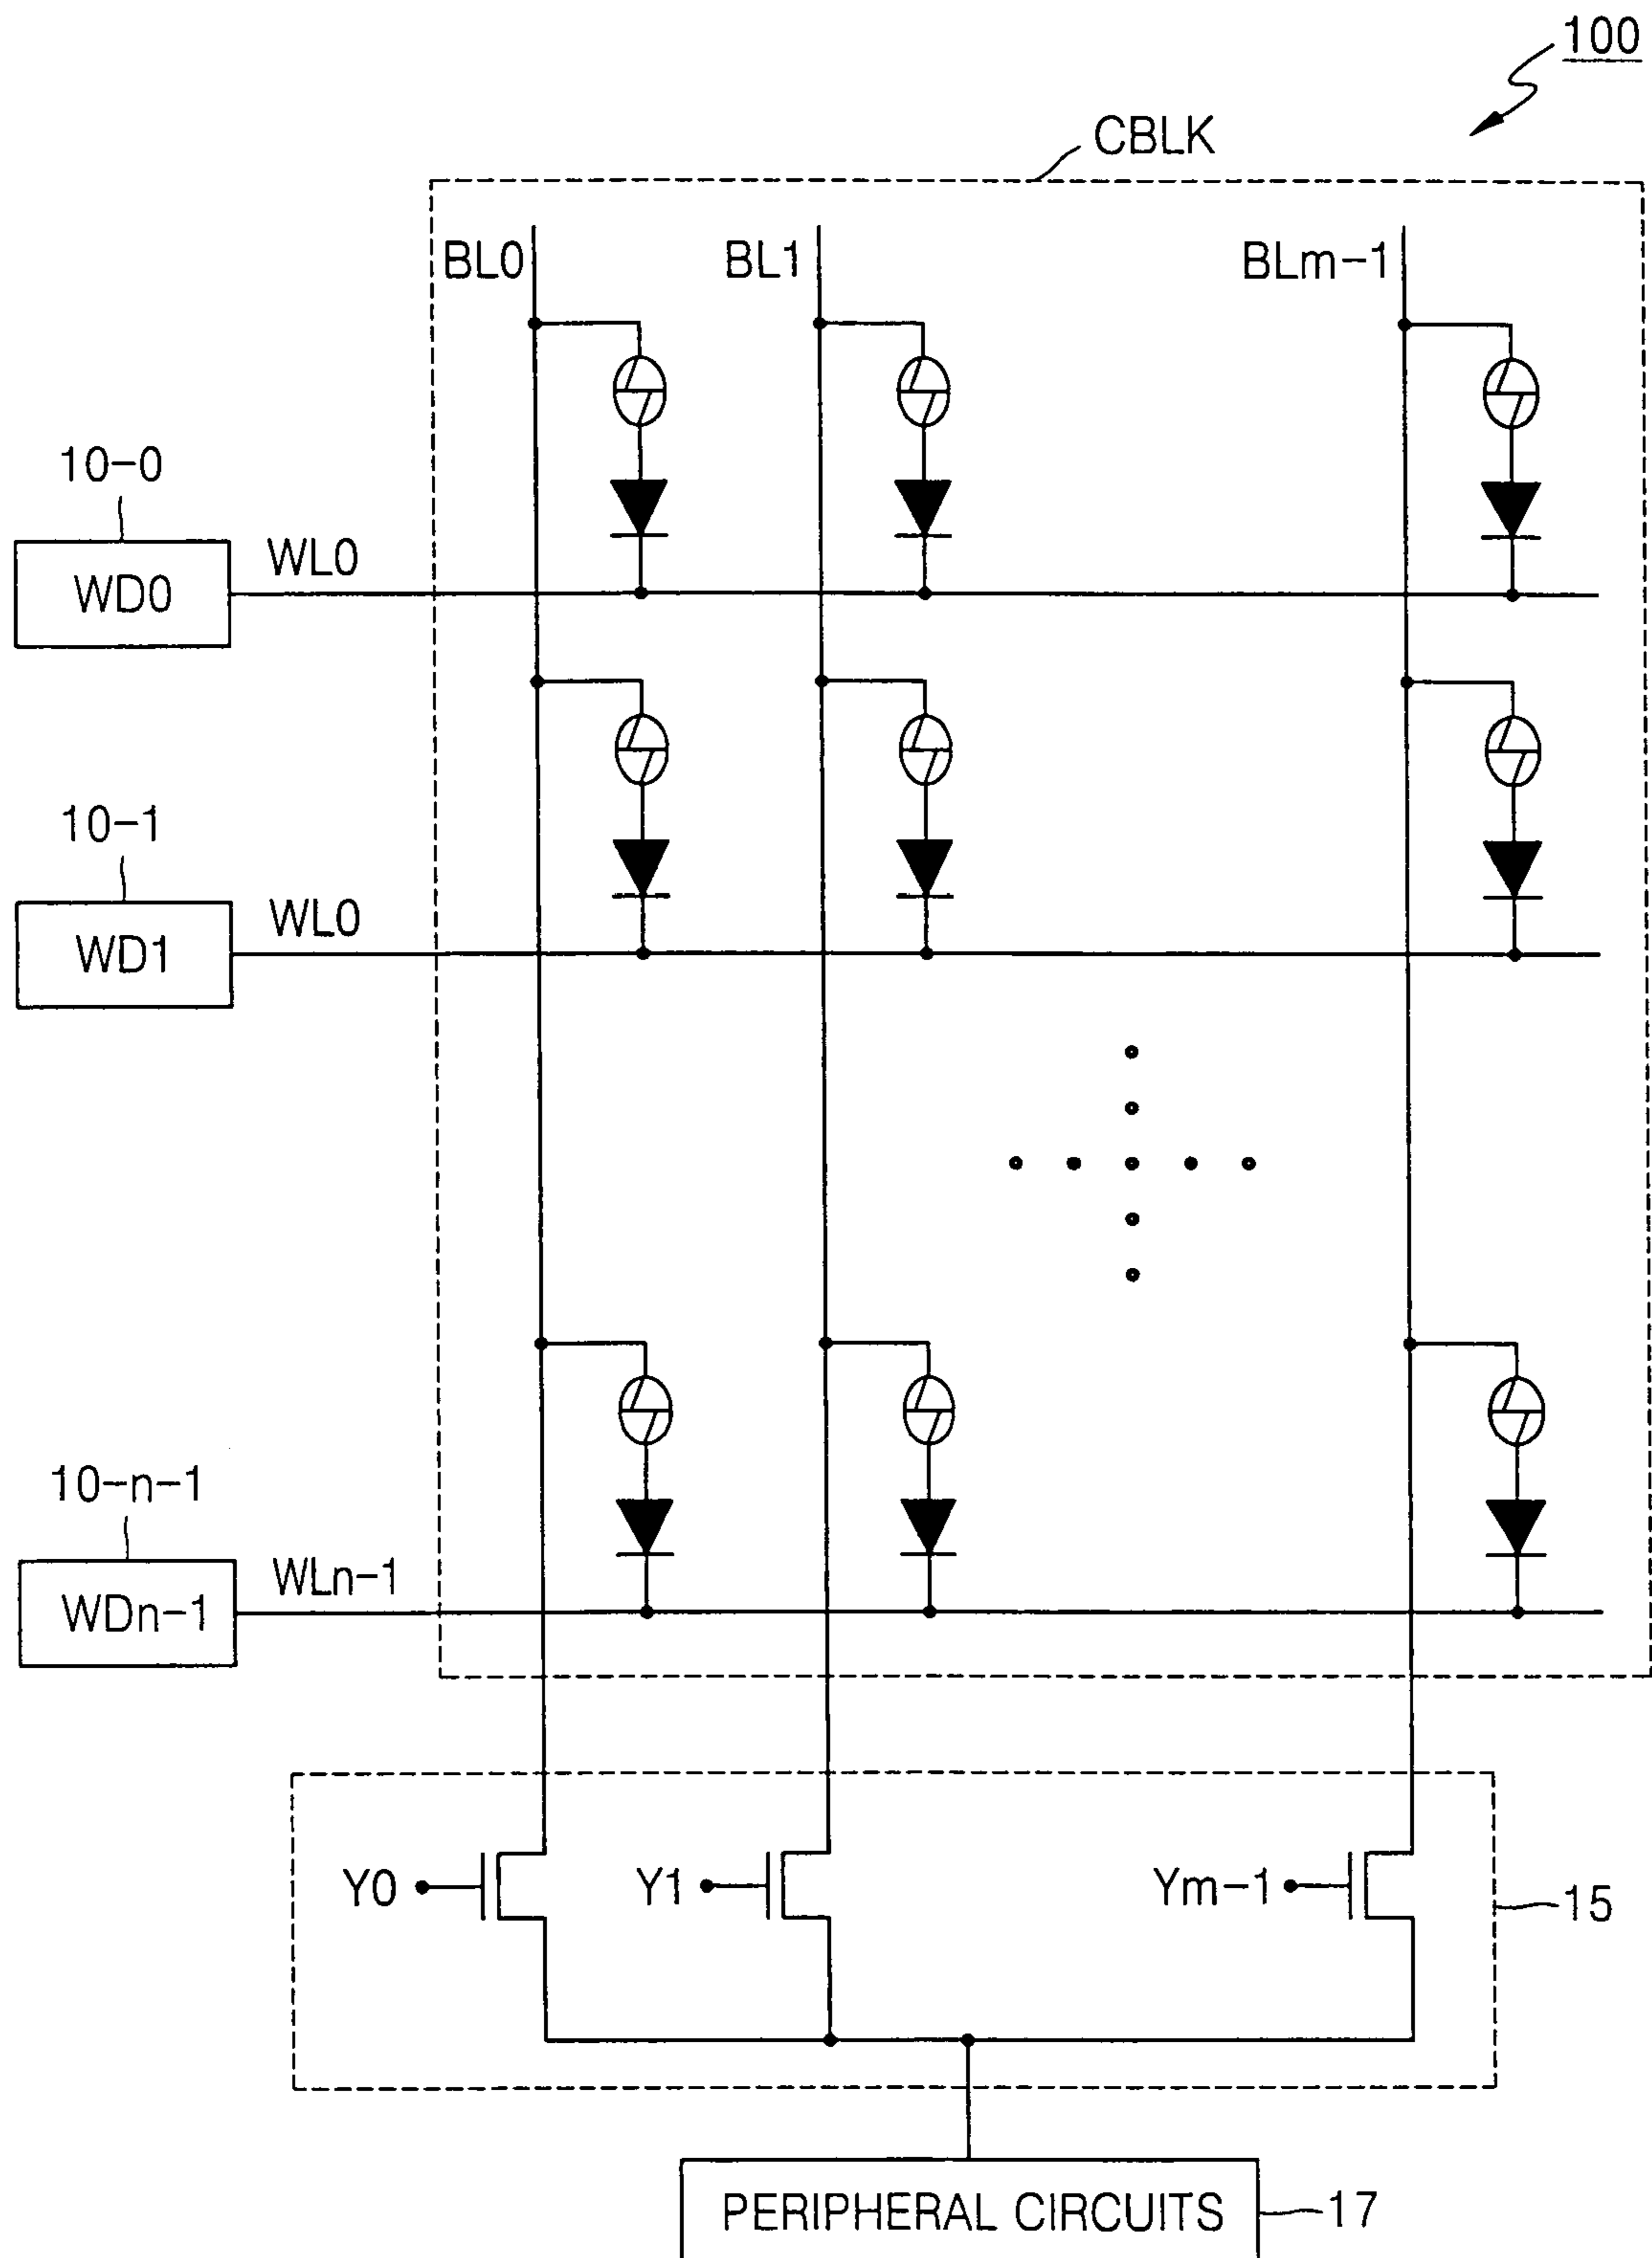 100
CBLK
BL0 BL1 BLm-1
10-0
WD0 WL0
10-1
WD1 WL0
10-n-1
WDn-1 WLn-1
Y0 Y1 Ym-1 15
PERIPHERAL CIRCUITS 17